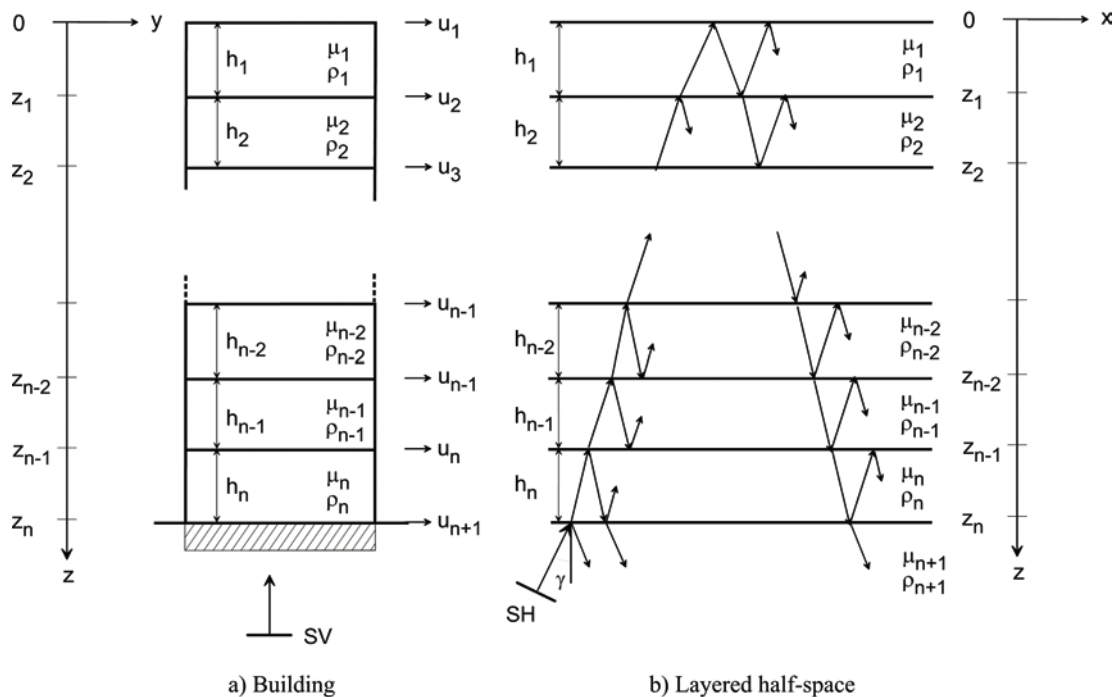 0 y u1 0 x
h1 μ1 h1 μ1
ρ1 ρ1
z1 u2 z1
h2 μ2 h2 μ2
ρ2 ρ2
z2 u3 z2
un-1
hn-2 μn-2 hn-2 μn-2
ρn-2 ρn-2
zn-2 un-1 zn-2
hn-1 μn-1 hn-1 μn-1
ρn-1 ρn-1
zn-1 un zn-1
hn μn hn μn
ρn ρn
zn un+1 zn
μn+1
z γ ρn+1 z
SV SH
a) Building b) Layered half-space